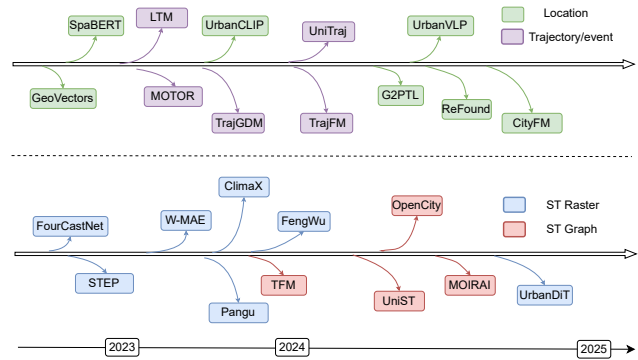 SpaBERT
LTM
UrbanCLIP
UniTraj
UrbanVLP
Location
Trajectory/event
GeoVectors
MOTOR
TrajGDM
TrajFM
G2PTL
ReFound
CityFM
ClimaX
FourCastNet
W-MAE
FengWu
OpenCity
ST Raster
ST Graph
STEP
Pangu
TFM
UniST
MOIRAI
UrbanDiT
2023
2024
2025